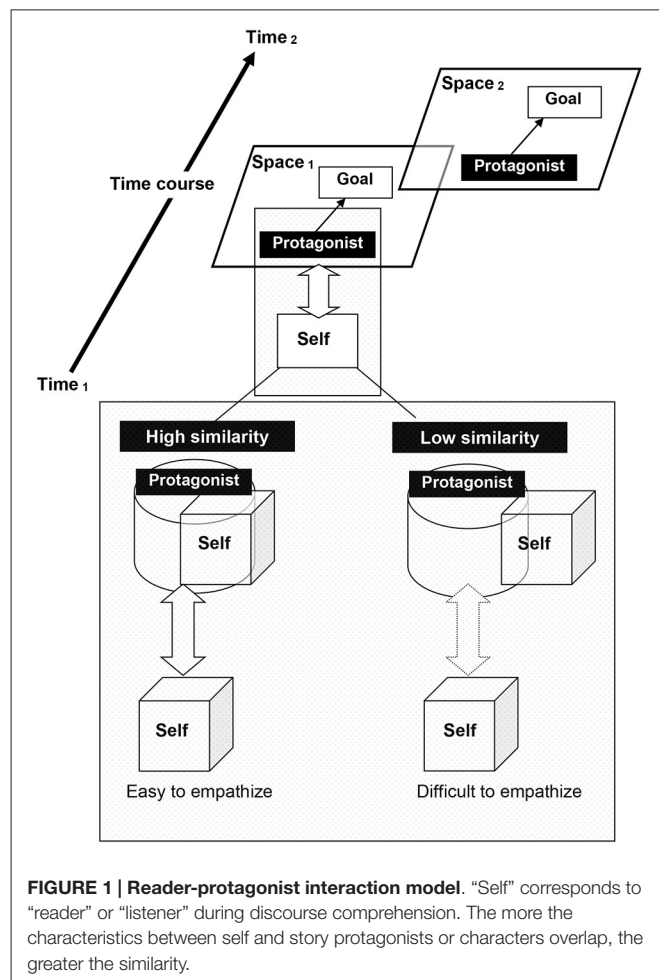 Time 2
Space 2
Goal
Protagonist
Space 1
Goal
Time course
Protagonist
Self
Time 1
High similarity
Low similarity
Protagonist
Protagonist
Self
Self
Self
Self
Easy to empathize
Difficult to empathize
FIGURE 1 | Reader-protagonist interaction model. “Self” corresponds to
“reader” or “listener” during discourse comprehension. The more the
characteristics between self and story protagonists or characters overlap, the
greater the similarity.